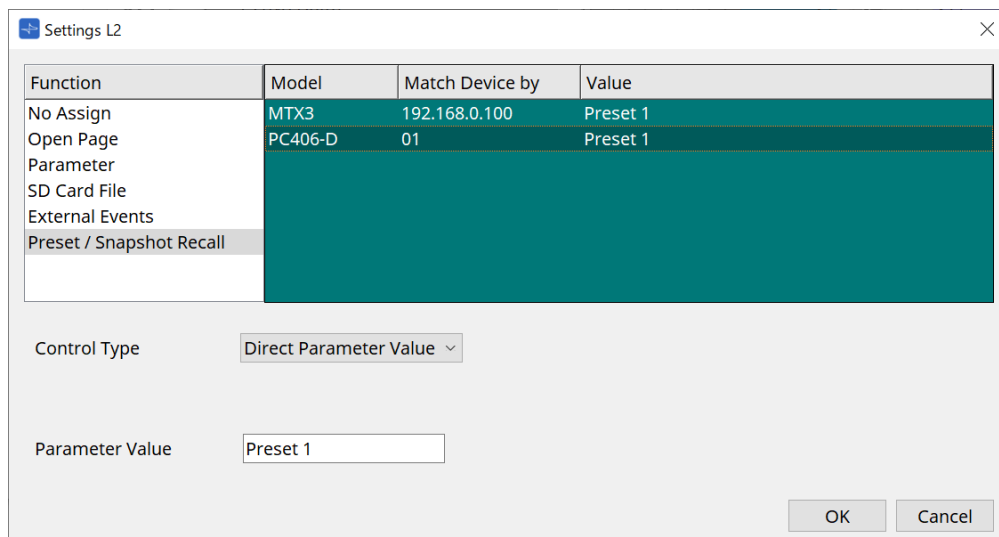 Settings L2
Function Model Match Device by Value
No Assign MTX3 192.168.0.100 Preset 1
Open Page PC406-D 01 Preset 1
Parameter
SD Card File
External Events
Preset / Snapshot Recall
Control Type Direct Parameter Value
Parameter Value Preset 1
OK Cancel